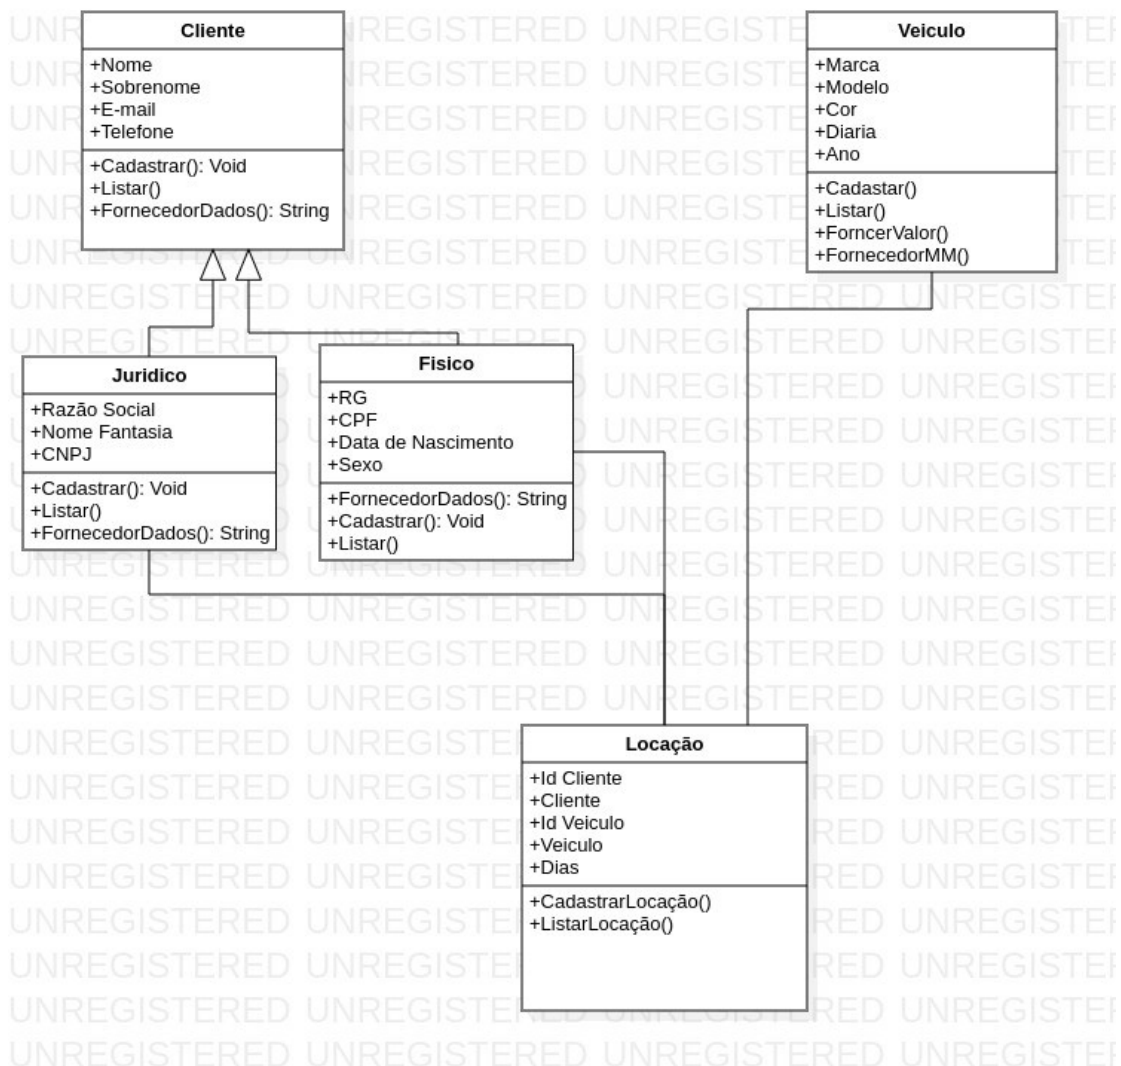 Cliente
+Nome
+Sobrenome
+E-mail
+Telefone
+Cadastrar(): Void
+Listar()
+FornecedorDados(): String
Veiculo
+Marca
+Modelo
+Cor
+Diaria
+Ano
+Cadastar()
+Listar()
+ForncerValor()
+FornecedorMM()
Juridico
+Razão Social
+Nome Fantasia
+CNPJ
+Cadastrar(): Void
+Listar()
+FornecedorDados(): String
Fisico
+RG
+CPF
+Data de Nascimento
+Sexo
+FornecedorDados(): String
+Cadastrar(): Void
+Listar()
Locação
+Id Cliente
+Cliente
+Id Veiculo
+Veiculo
+Dias
+CadastrarLocação()
+ListarLocação()
UNREGISTERED